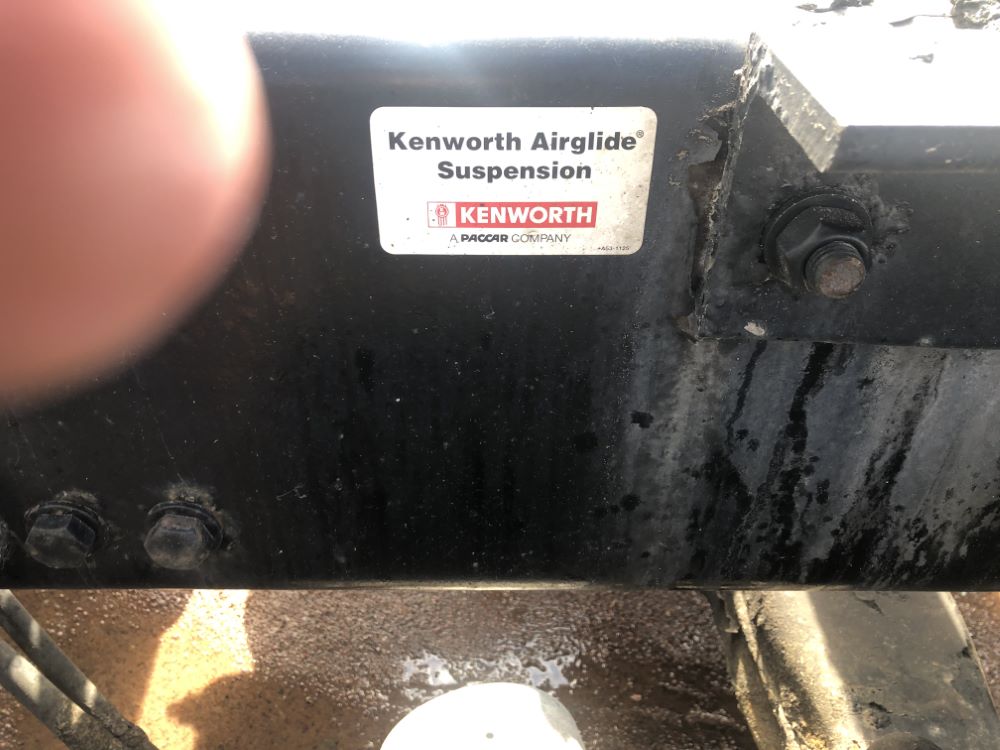 Kenworth Airglide®
Suspension
KENWORTH
A PACCAR COMPANY